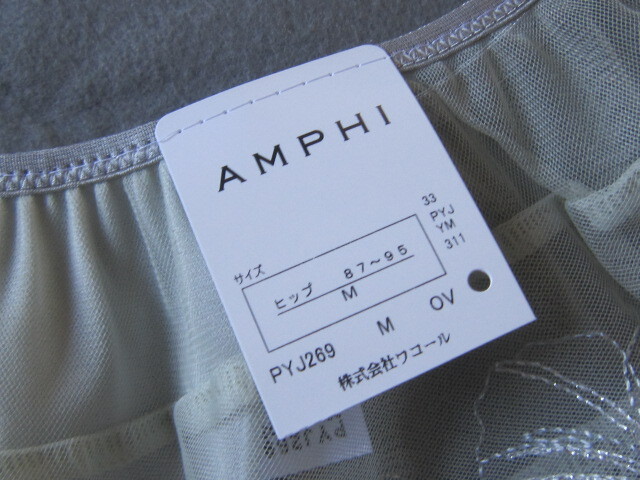 AMPHI
33
PYJ
YM
311
サイズ
ヒップ 87～95
M
PYJ269 M OV
株式会社ワコール
PYJ269